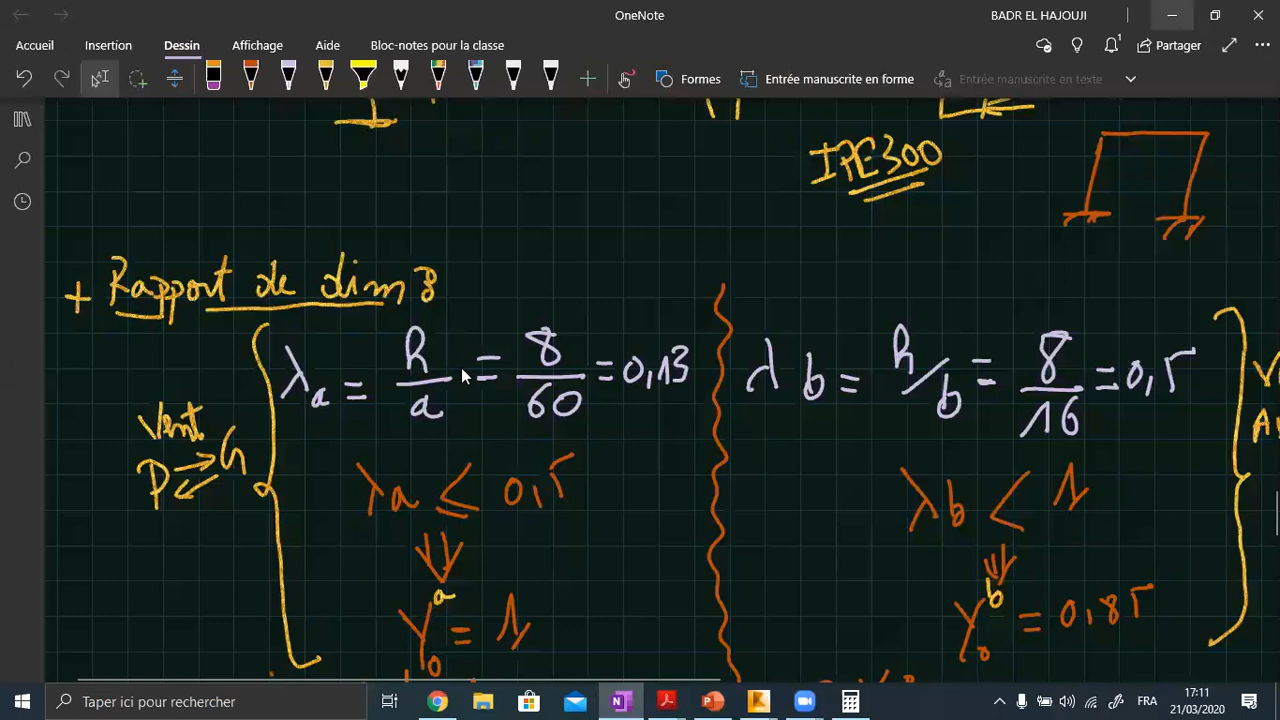 OneNote
BADR EL HAJOUJI
Accueil Insertion Dessin Affichage Aide Bloc-notes pour la classe
Partager
Formes
Entrée manuscrite en forme
Entrée manuscrite en texte
IPE300
+ Rapport de dim :
λa = h/a = 8/60 = 0,13
λb = h/b = 8/16 = 0,5
Vent
P G
λa ≤ 0,5
λb < 1
γ0^a = 1
γ0^b = 0,85
Taper ici pour rechercher
FRA
17:11
21/03/2020